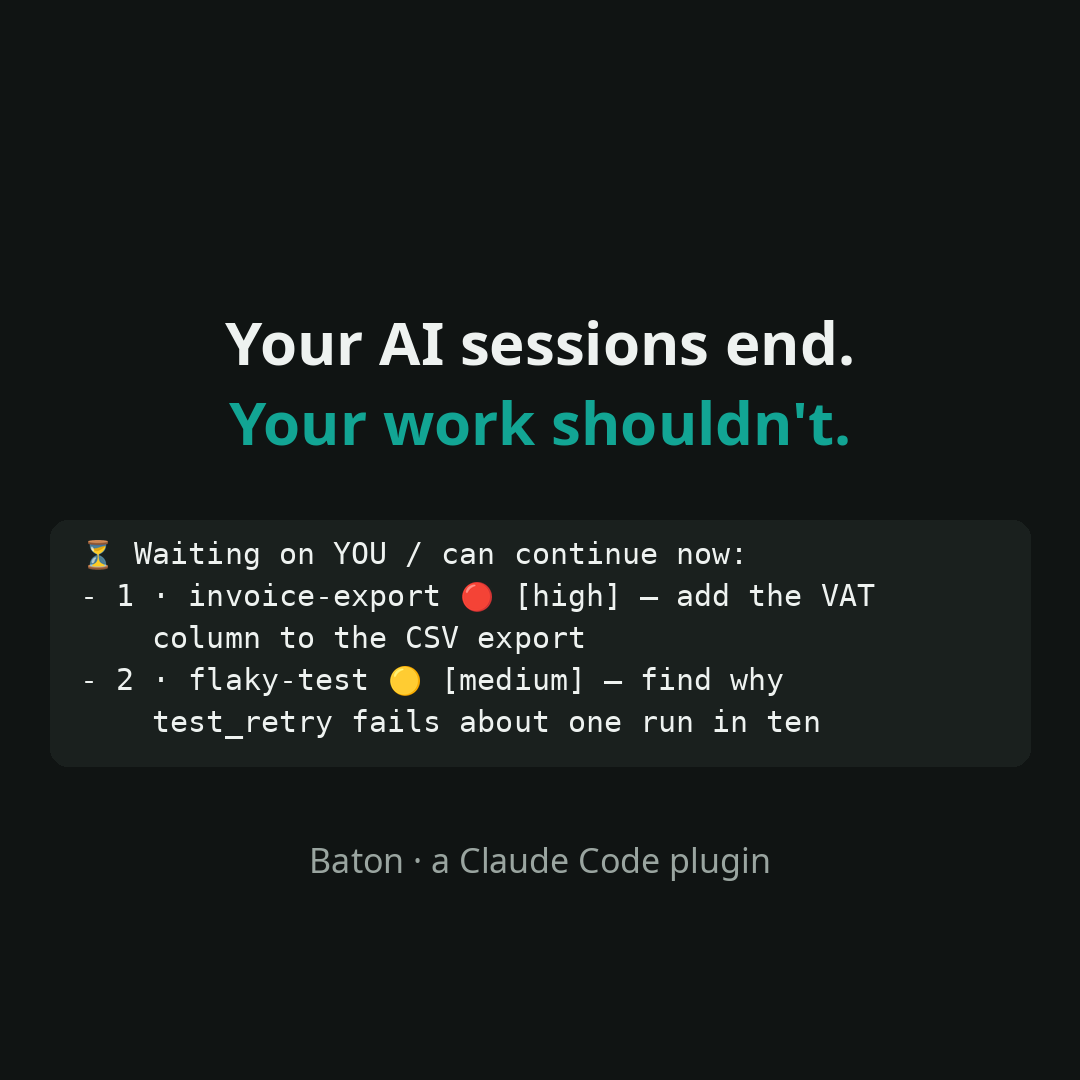 Your AI sessions end.
Your work shouldn't.
⏳ Waiting on YOU / can continue now:
- 1 · invoice-export 🔴 [high] — add the VAT
column to the CSV export
- 2 · flaky-test 🟡 [medium] — find why
test_retry fails about one run in ten
Baton · a Claude Code plugin